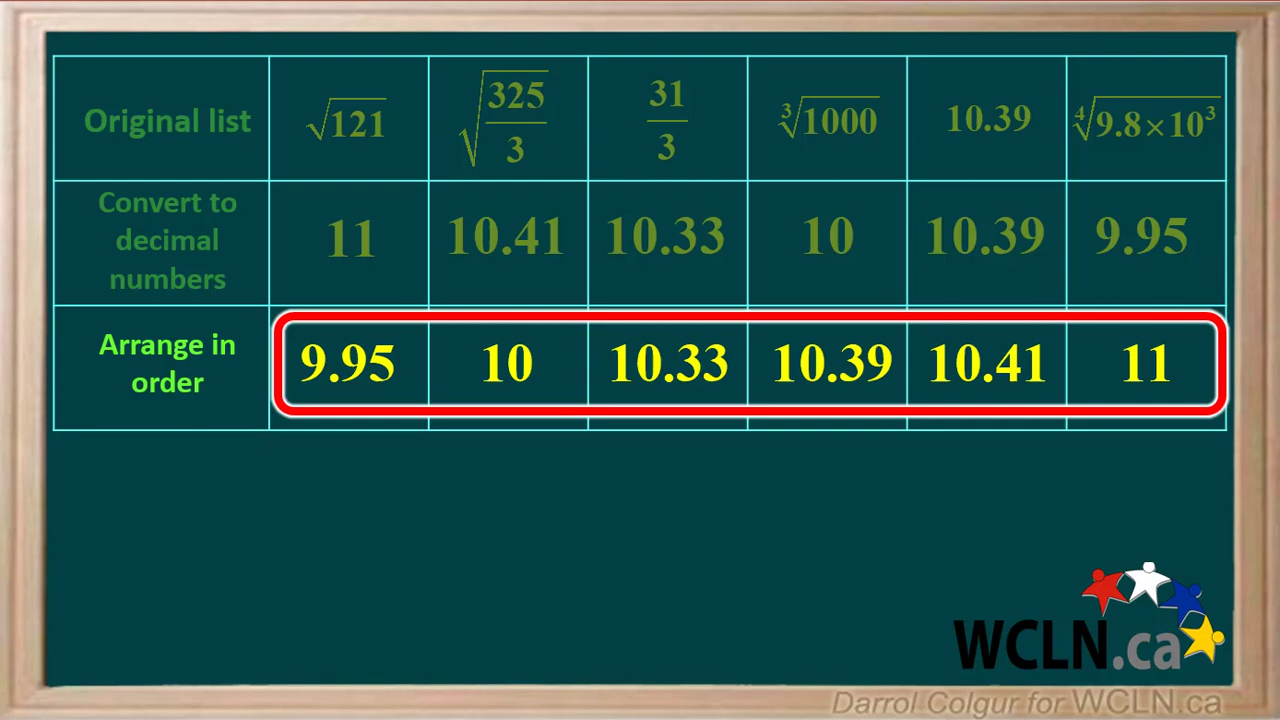 Original list √121 √(325/3) 31/3 ∛1000 10.39 ∜(9.8×10³)
Convert to decimal numbers 11 10.41 10.33 10 10.39 9.95
Arrange in order 9.95 10 10.33 10.39 10.41 11
WCLN.ca
Darrol Colgur for WCLN.ca